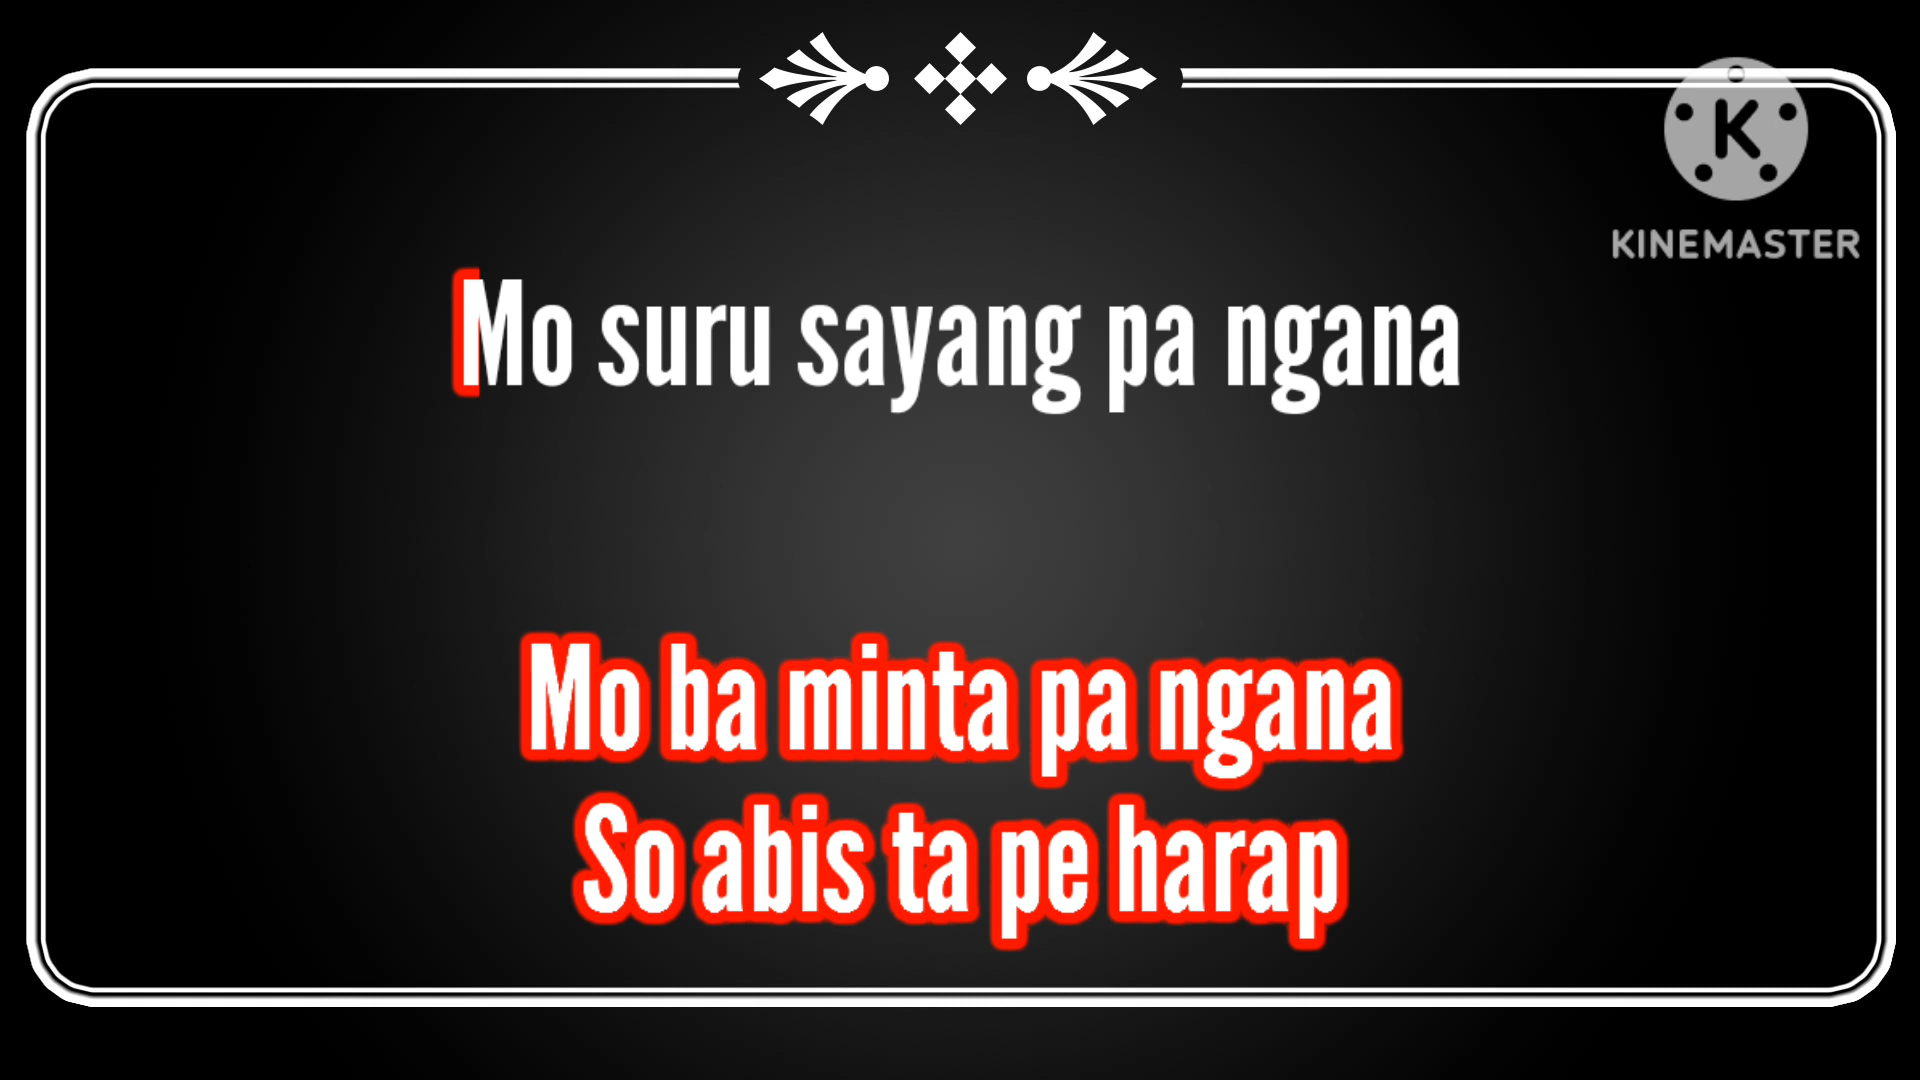 K
KINEMASTER
Mo suru sayang pa ngana
Mo ba minta pa ngana
So abis ta pe harap